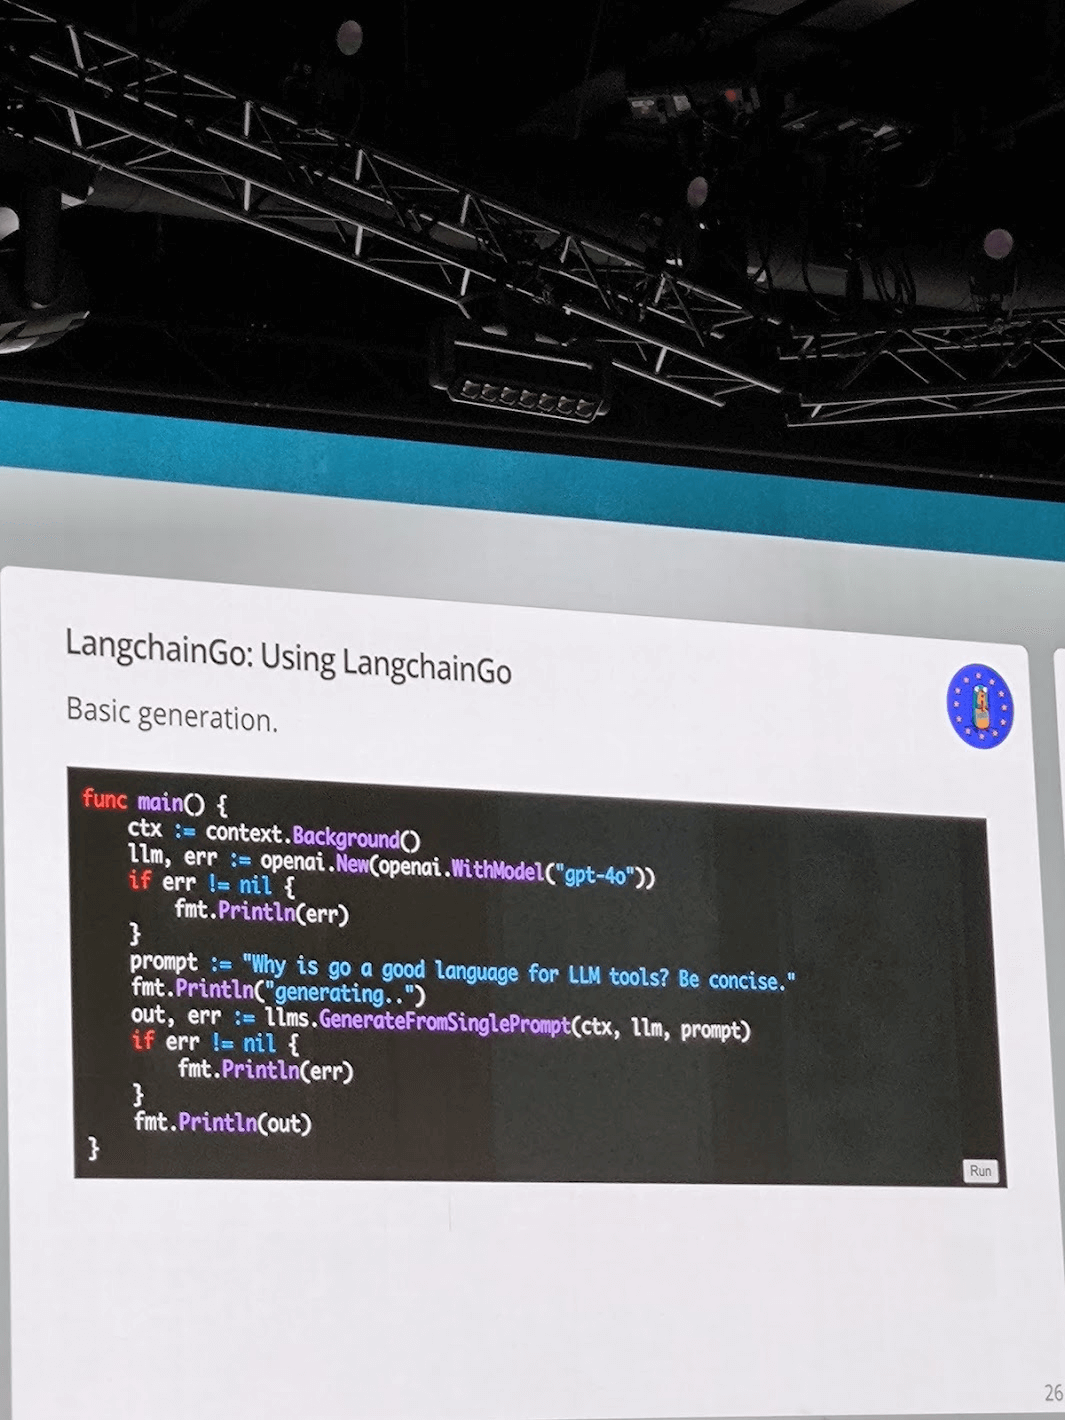 LangchainGo: Using LangchainGo
Basic generation.
func main() {
    ctx := context.Background()
    llm, err := openai.New(openai.WithModel("gpt-4o"))
    if err != nil {
        fmt.Println(err)
    }
    prompt := "Why is go a good language for LLM tools? Be concise."
    fmt.Println("generating..")
    out, err := llms.GenerateFromSinglePrompt(ctx, llm, prompt)
    if err != nil {
        fmt.Println(err)
    }
    fmt.Println(out)
}
Run
26